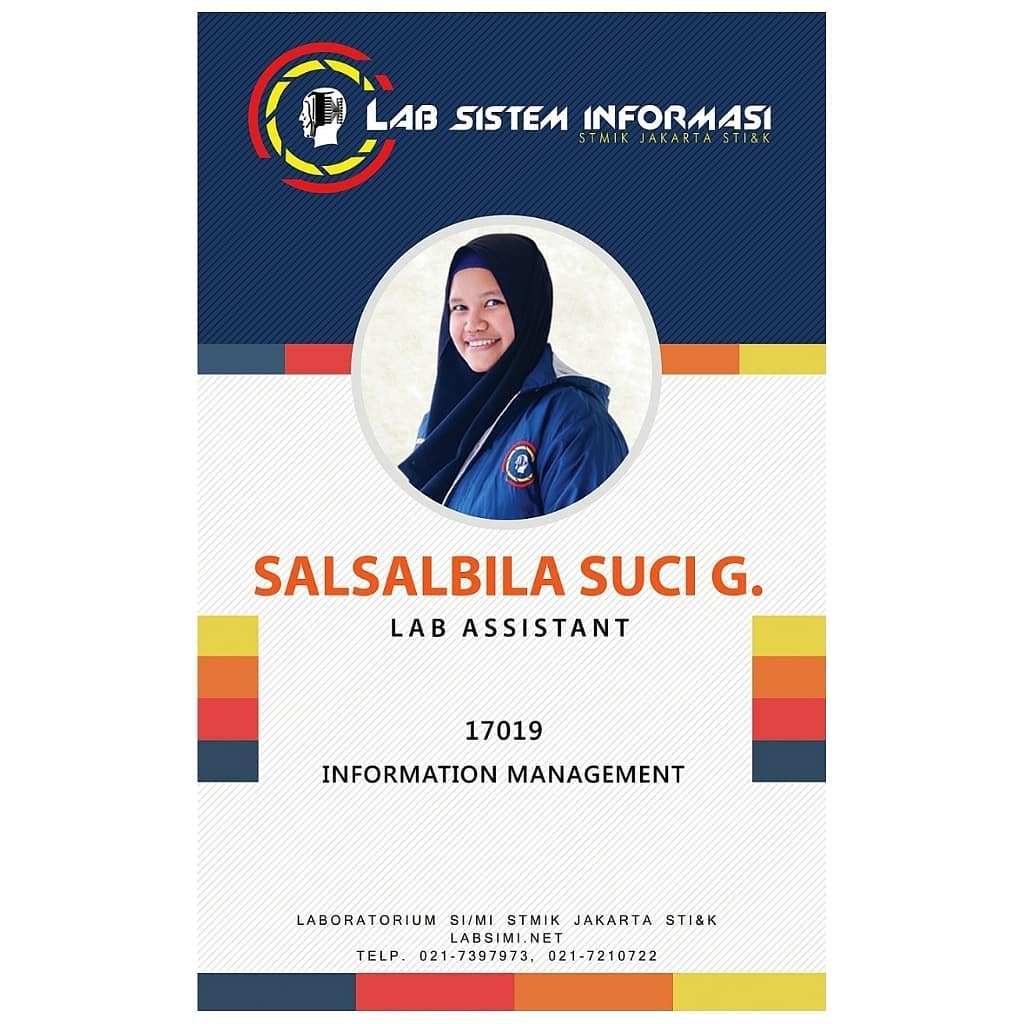 LAB SISTEM INFORMASI
STMIK JAKARTA STI&K
SALSALBILA SUCI G.
LAB ASSISTANT
17019
INFORMATION MANAGEMENT
LABORATORIUM SI/MI STMIK JAKARTA STI&K
LABSIMI.NET
TELP. 021-7397973, 021-7210722